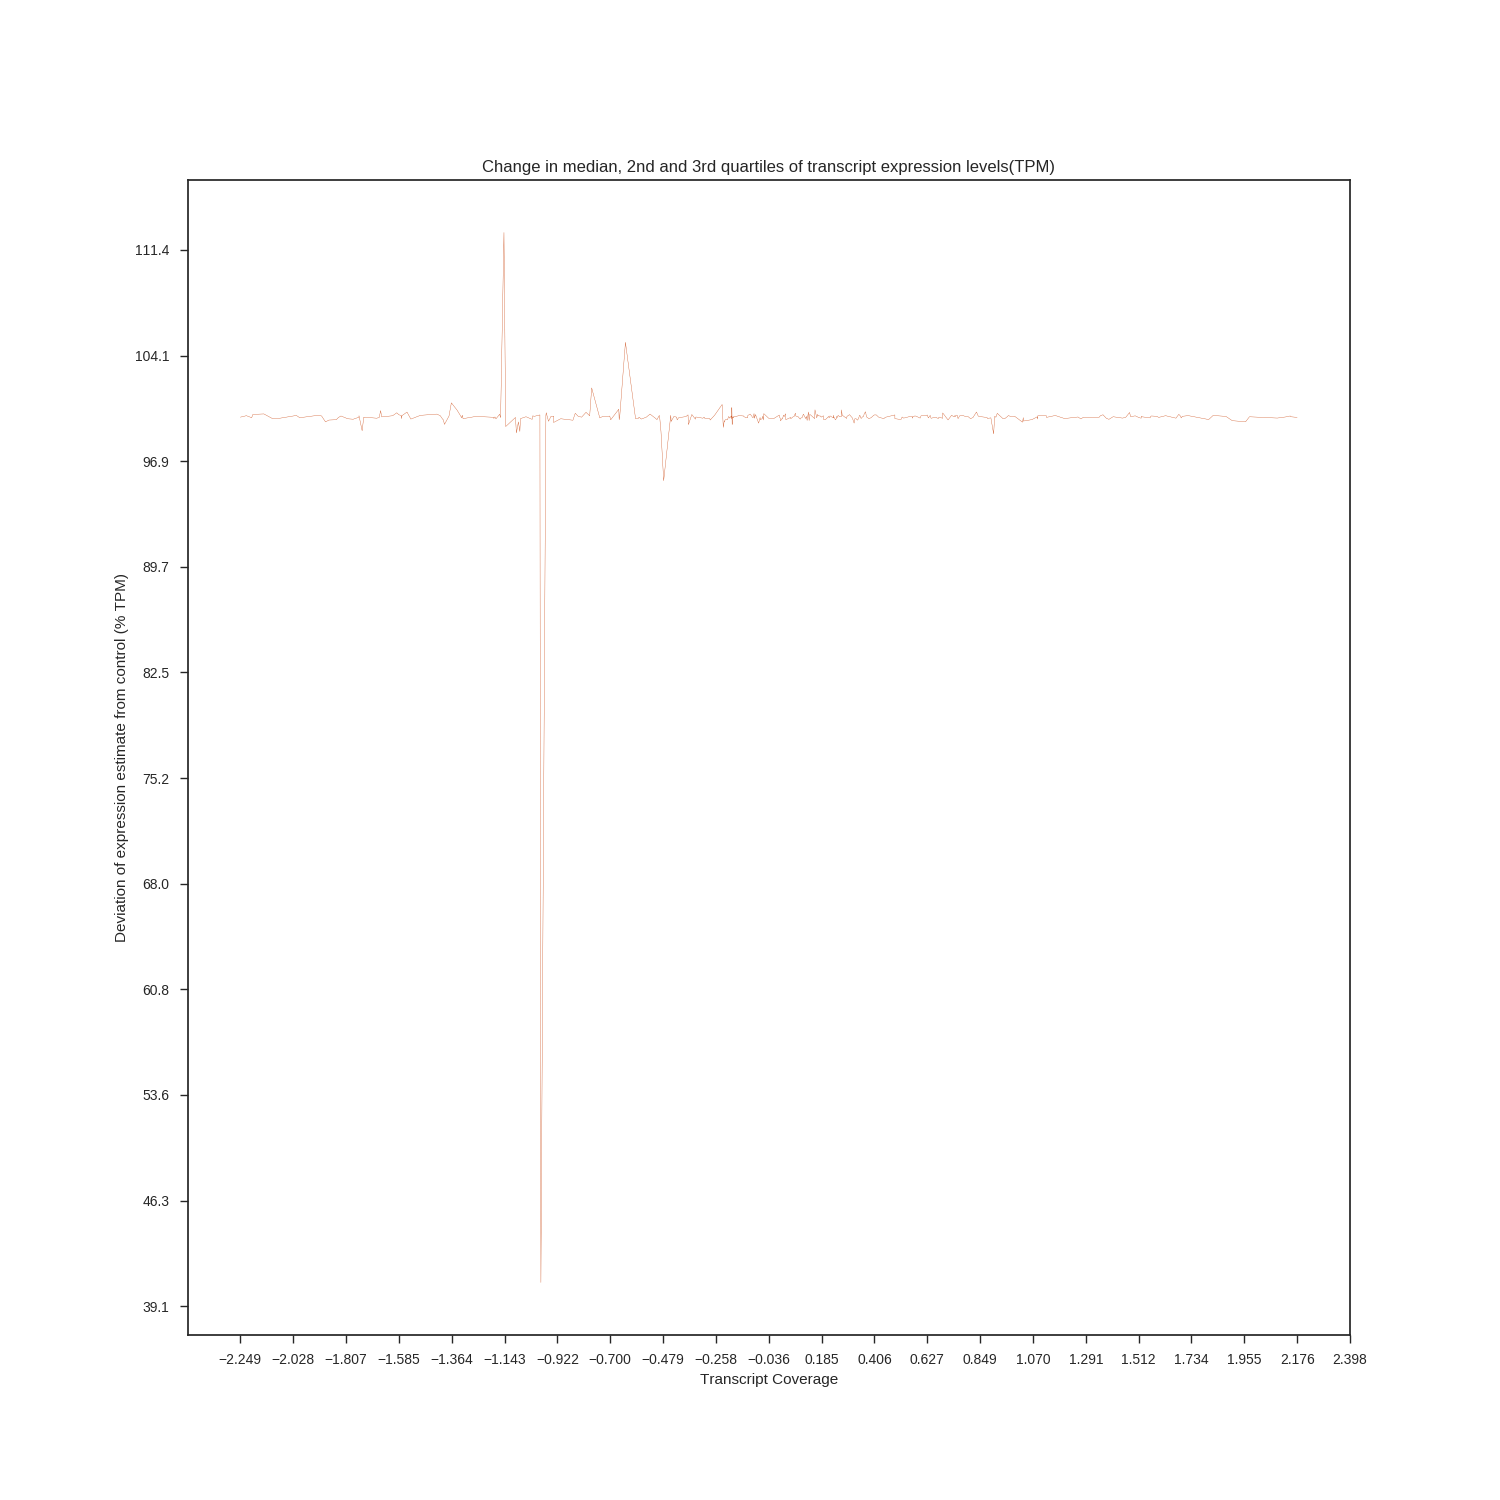 Change in median, 2nd and 3rd quartiles of transcript expression levels(TPM)
111.4
104.1
96.9
89.7
82.5
75.2
68.0
60.8
53.6
46.3
39.1
Deviation of expression estimate from control (% TPM)
−2.249 −2.028 −1.807 −1.585 −1.364 −1.143 −0.922 −0.700 −0.479 −0.258 −0.036 0.185 0.406 0.627 0.849 1.070 1.291 1.512 1.734 1.955 2.176 2.398
Transcript Coverage